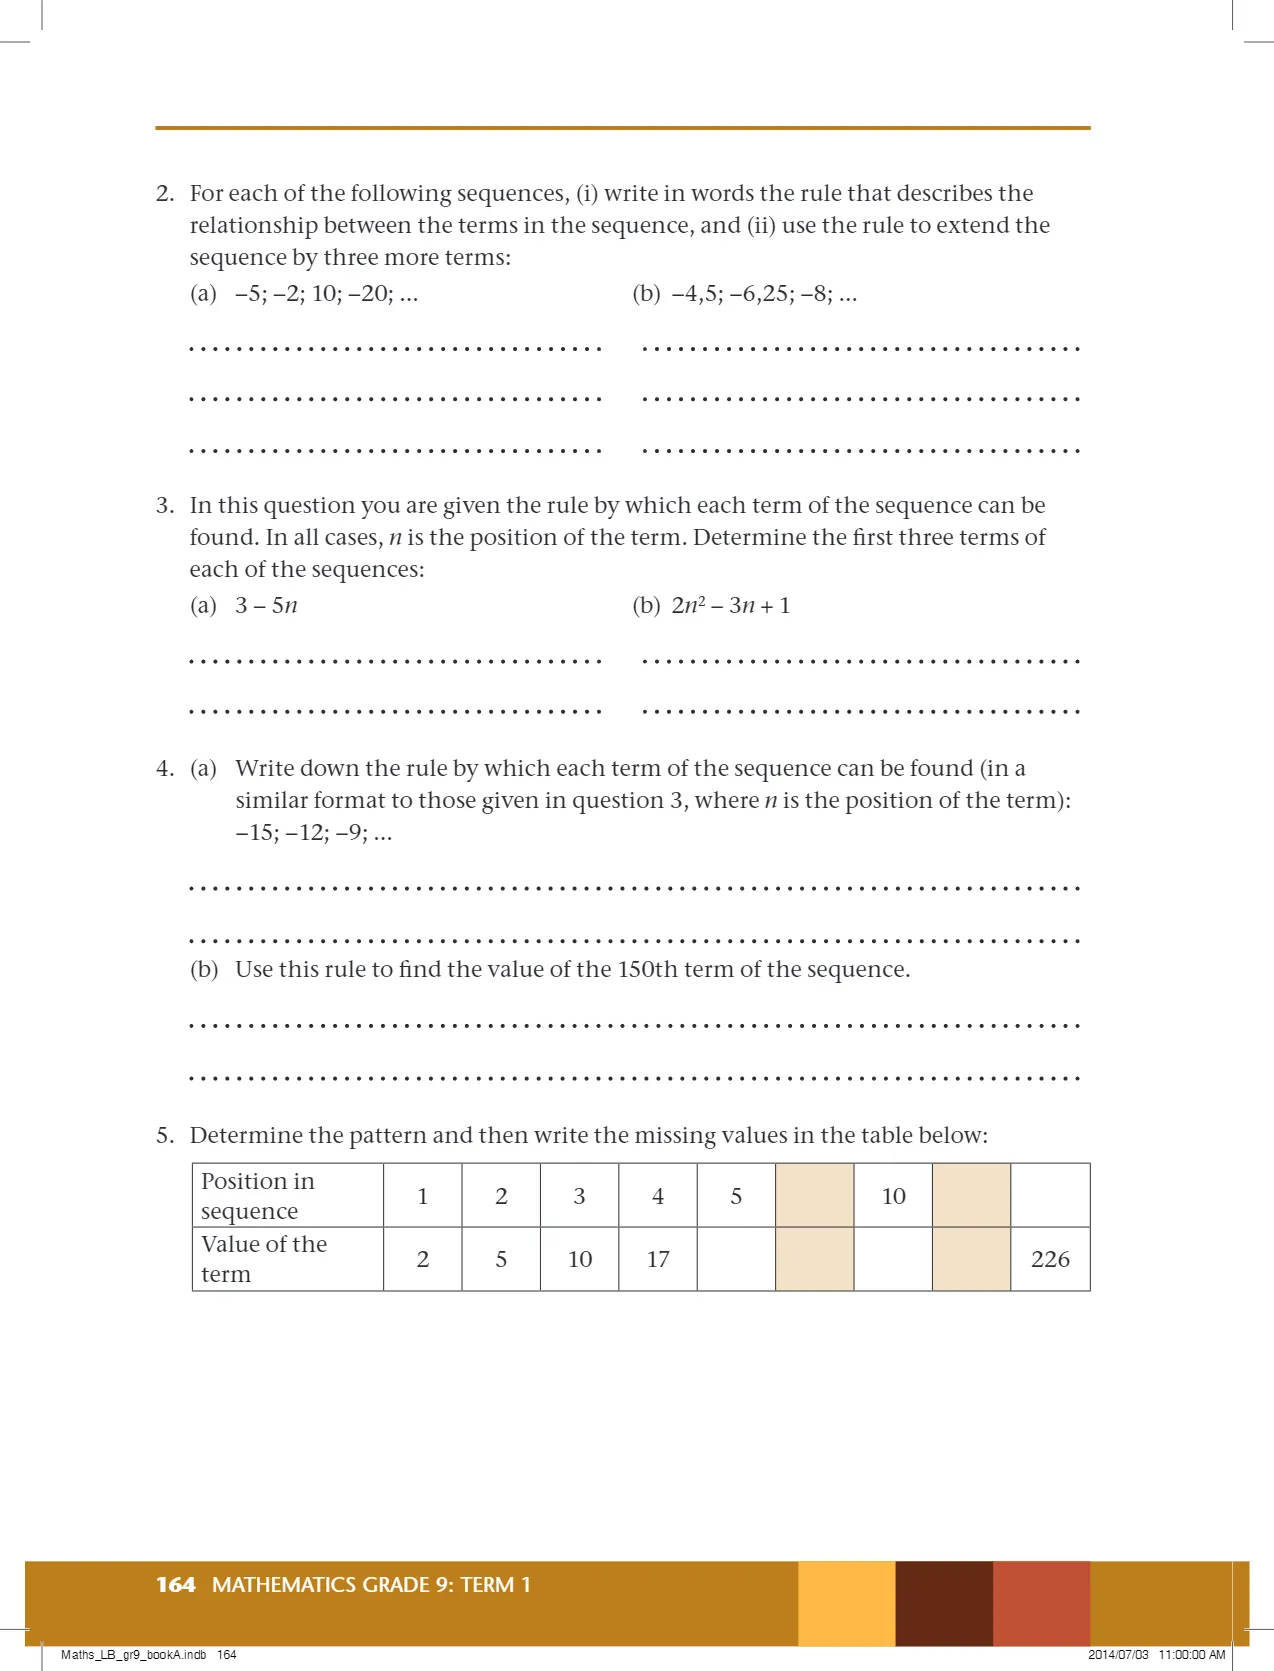 2. For each of the following sequences, (i) write in words the rule that describes the
relationship between the terms in the sequence, and (ii) use the rule to extend the
sequence by three more terms:
(a) –5; –2; 10; –20; ...
(b) –4,5; –6,25; –8; ...
3. In this question you are given the rule by which each term of the sequence can be
found. In all cases, n is the position of the term. Determine the first three terms of
each of the sequences:
(a) 3 – 5n
(b) 2n² – 3n + 1
4. (a) Write down the rule by which each term of the sequence can be found (in a
similar format to those given in question 3, where n is the position of the term):
–15; –12; –9; ...
(b) Use this rule to find the value of the 150th term of the sequence.
5. Determine the pattern and then write the missing values in the table below:
Position in
sequence
1 2 3 4 5 10
Value of the
term
2 5 10 17 226
164 MATHEMATICS GRADE 9: TERM 1
Maths_LB_gr9_bookA.indb 164
2014/07/03 11:00:00 AM